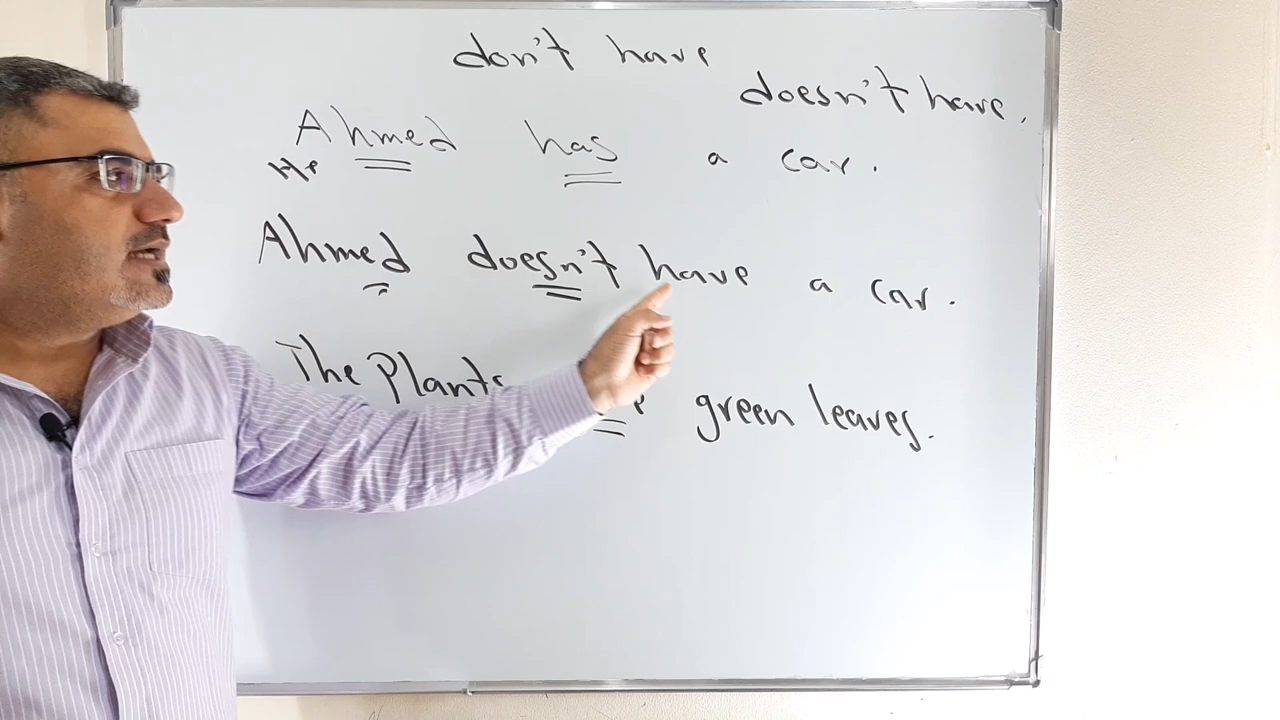 don't have
doesn't have.
Ahmed has a car.
He
Ahmed doesn't have a car.
The Plants green leaves.